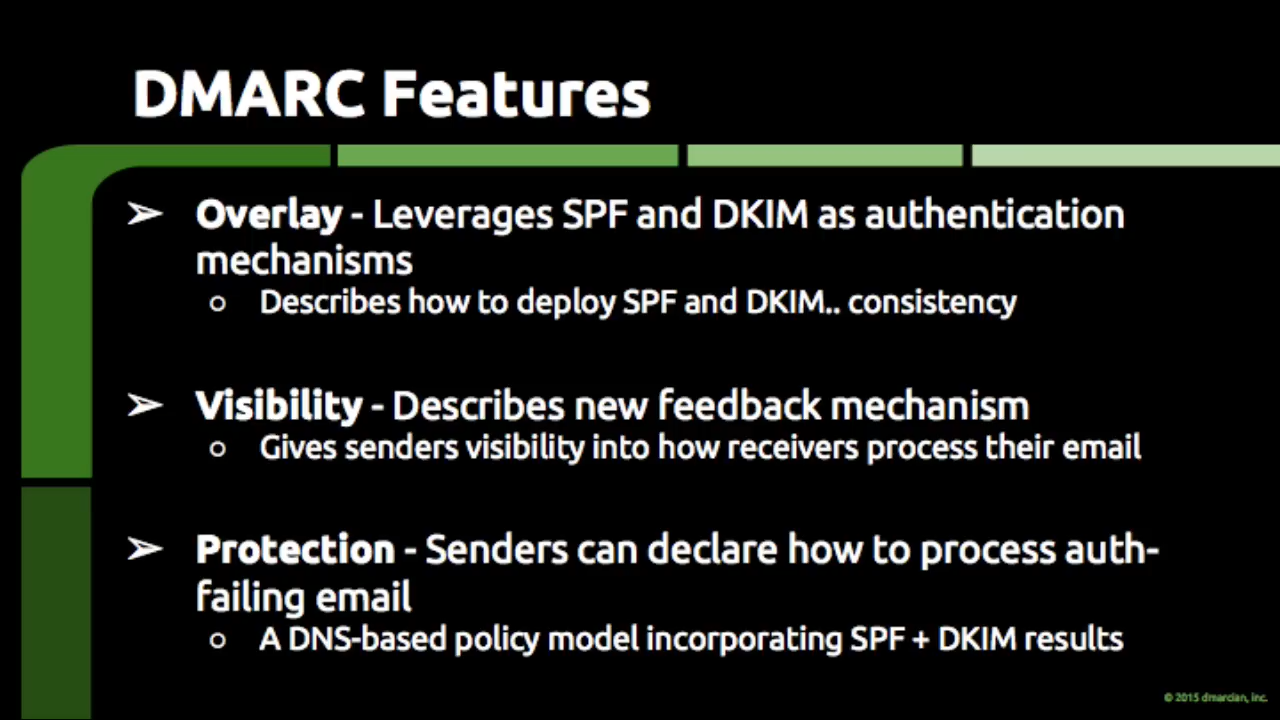 DMARC Features
➢ Overlay - Leverages SPF and DKIM as authentication
mechanisms
○ Describes how to deploy SPF and DKIM.. consistency
➢ Visibility - Describes new feedback mechanism
○ Gives senders visibility into how receivers process their email
➢ Protection - Senders can declare how to process auth-
failing email
○ A DNS-based policy model incorporating SPF + DKIM results
© 2015 dmarcian, inc.